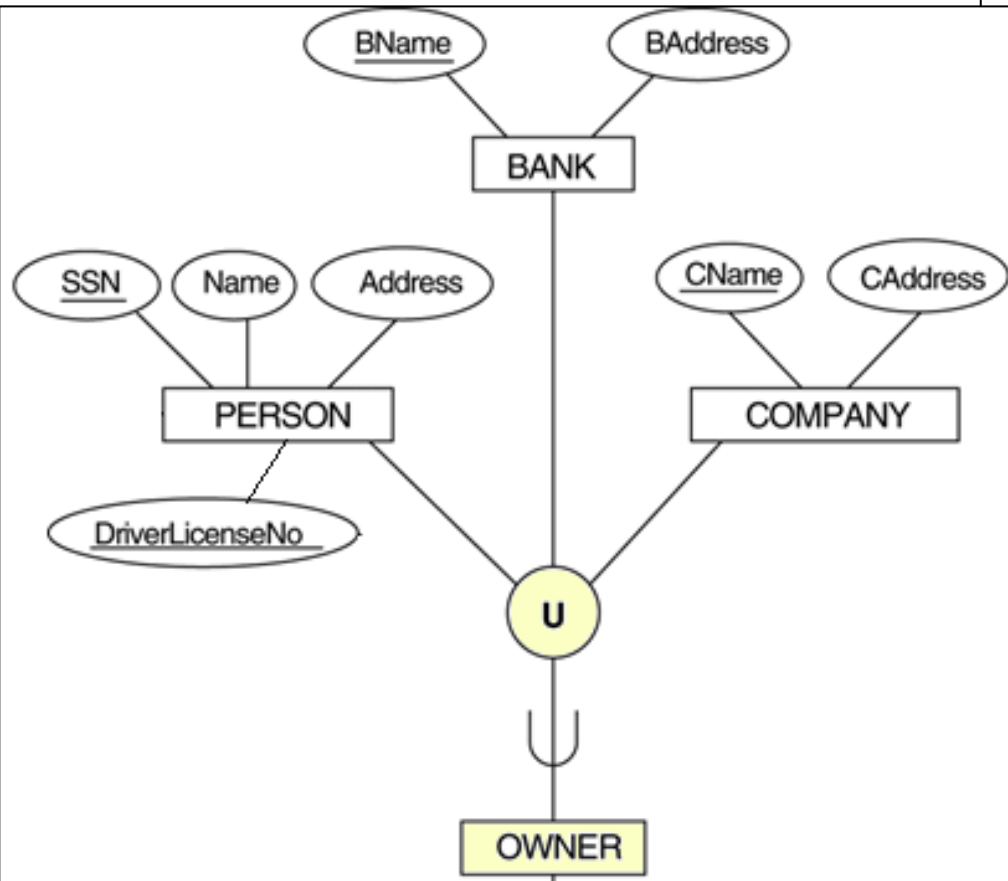 BName
BAddress
BANK
SSN
Name
Address
CName
CAddress
PERSON
COMPANY
DriverLicenseNo
U
OWNER